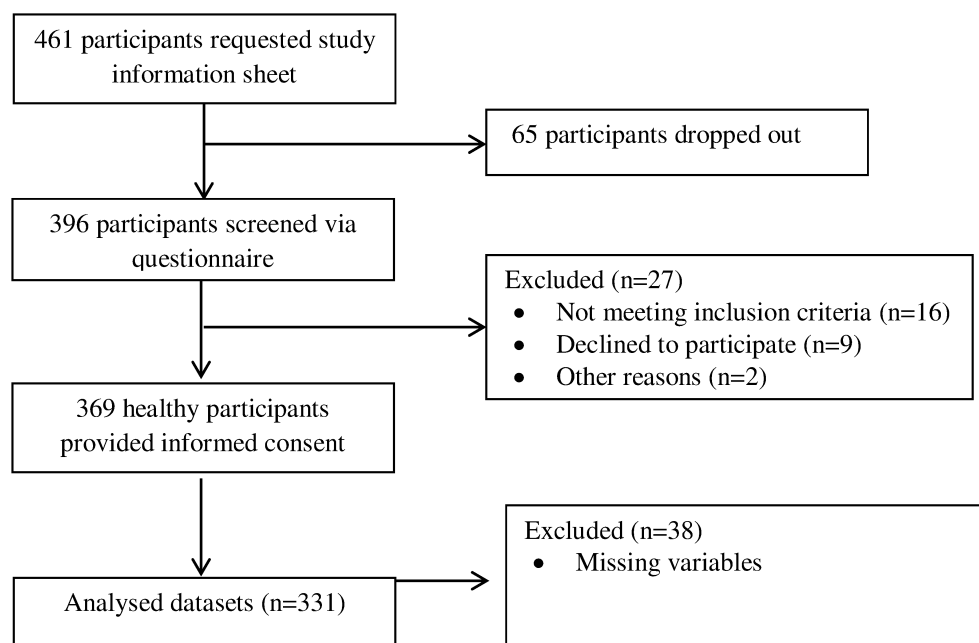 461 participants requested study
information sheet
65 participants dropped out
396 participants screened via
questionnaire
Excluded (n=27)
• Not meeting inclusion criteria (n=16)
• Declined to participate (n=9)
• Other reasons (n=2)
369 healthy participants
provided informed consent
Excluded (n=38)
• Missing variables
Analysed datasets (n=331)